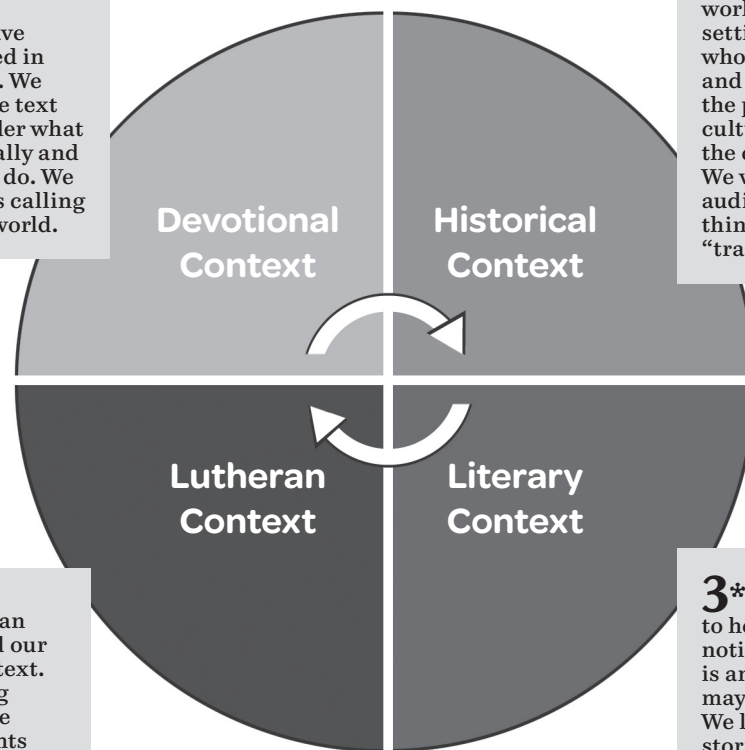 ve
ed in
. We
e text
der what
ally and
do. We
s calling
world.
worl
setti
who
and
the p
cult
the c
We v
audi
thin
“tra
Devotional
Context
Historical
Context
Lutheran
Context
Literary
Context
an
d our
text.
g
e
nts
3*
to he
noti
is an
may
We l
stor